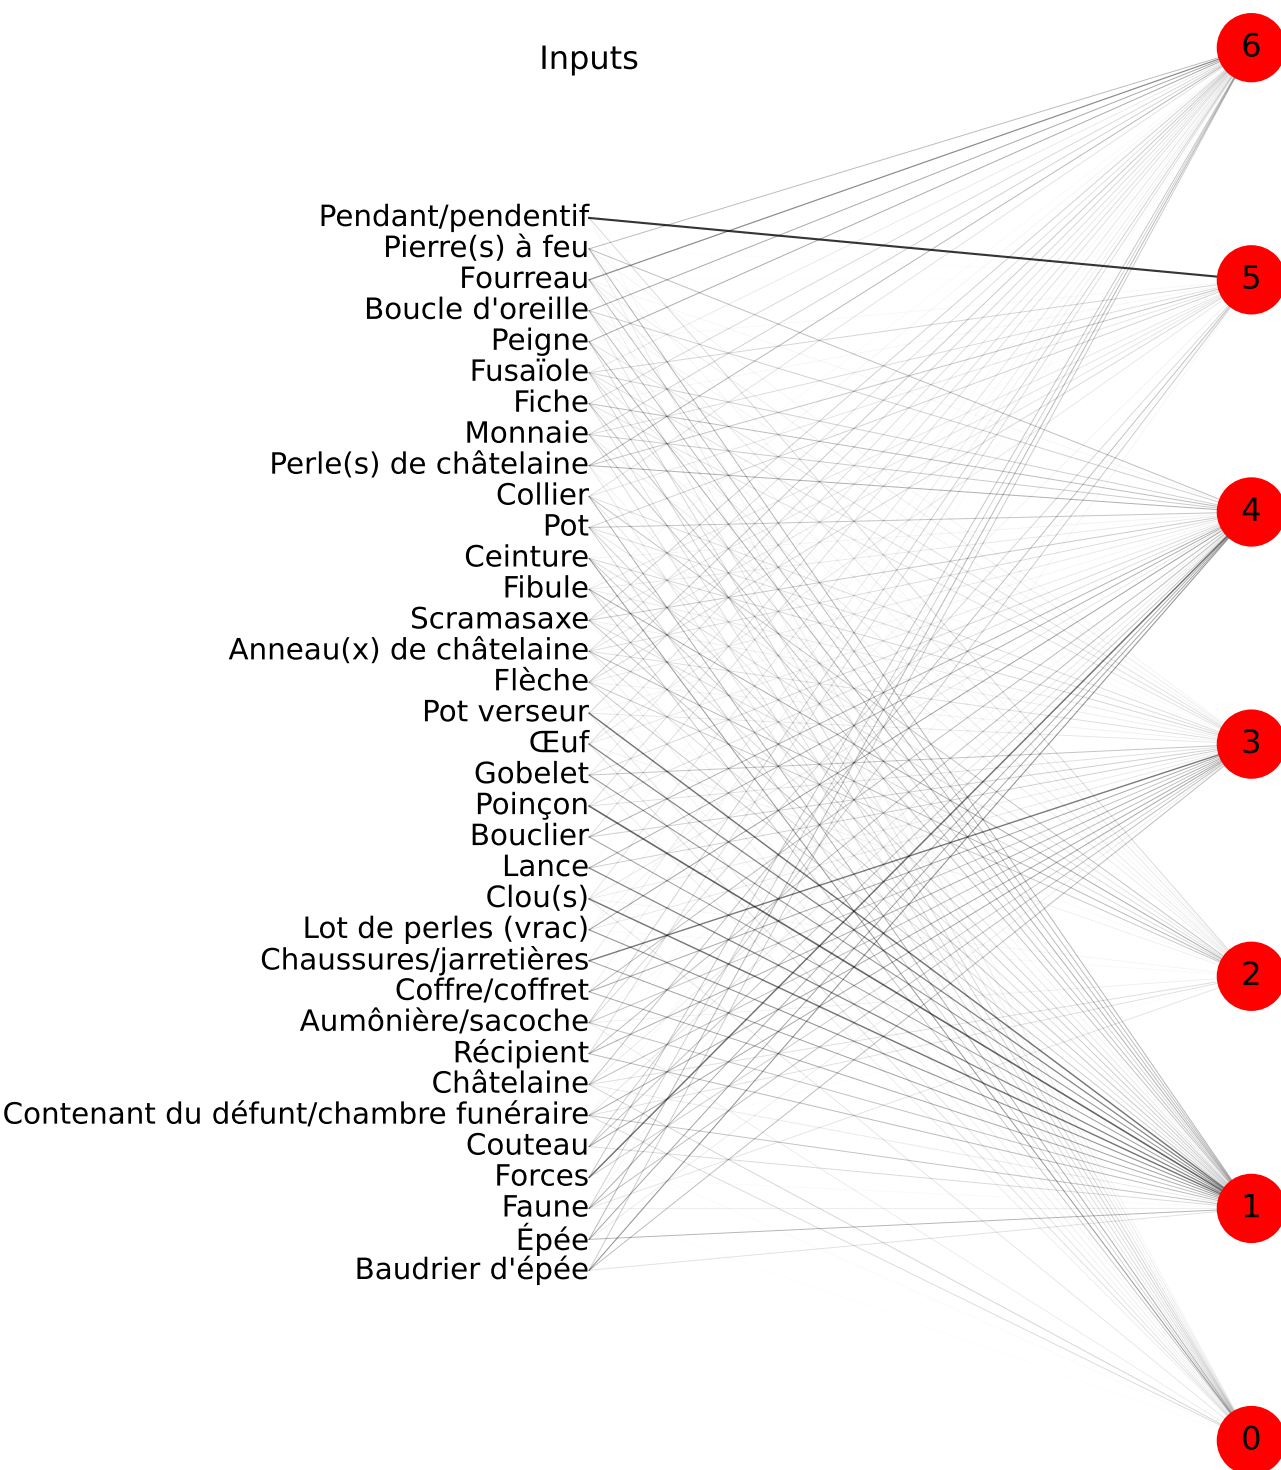 6
Inputs
Pendant/pendentif
Pierre(s) à feu
5
Fourreau
Boucle d'oreille
Peigne
Fusaïole
Fiche
Monnaie
Perle(s) de châtelaine
Collier
4
Pot
Ceinture
Fibule
Scramasaxe
Anneau(x) de châtelaine
Flèche
Pot verseur
Œuf
3
Gobelet
Poinçon
Bouclier
Lance
Clou(s)
Lot de perles (vrac)
Chaussures/jarretières
2
Coffre/coffret
Aumônière/sacoche
Récipient
Châtelaine
Contenant du défunt/chambre funéraire
Couteau
Forces
Faune
1
Épée
Baudrier d'épée
0